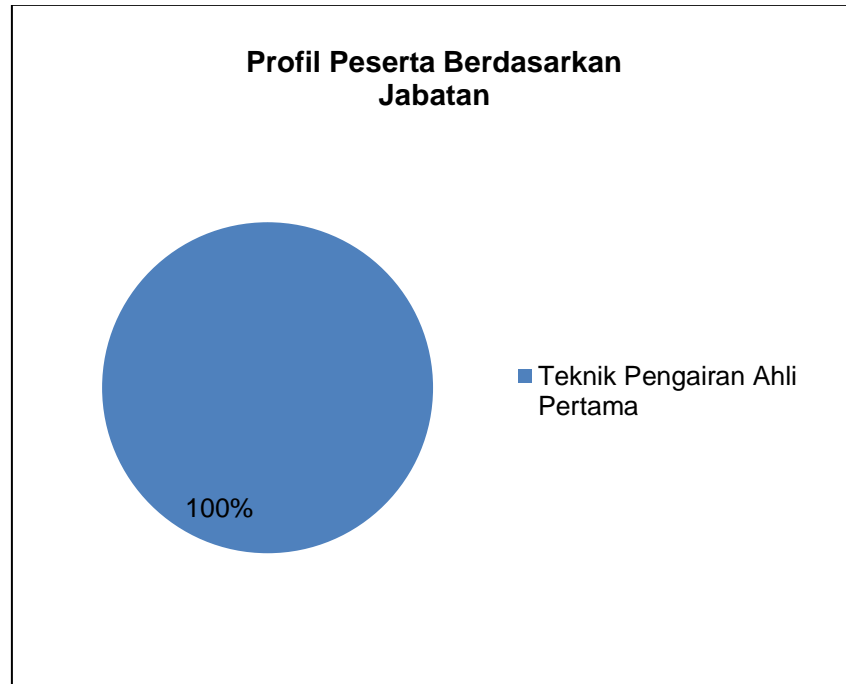 Profil Peserta Berdasarkan
Jabatan
Teknik Pengairan Ahli
Pertama
100%